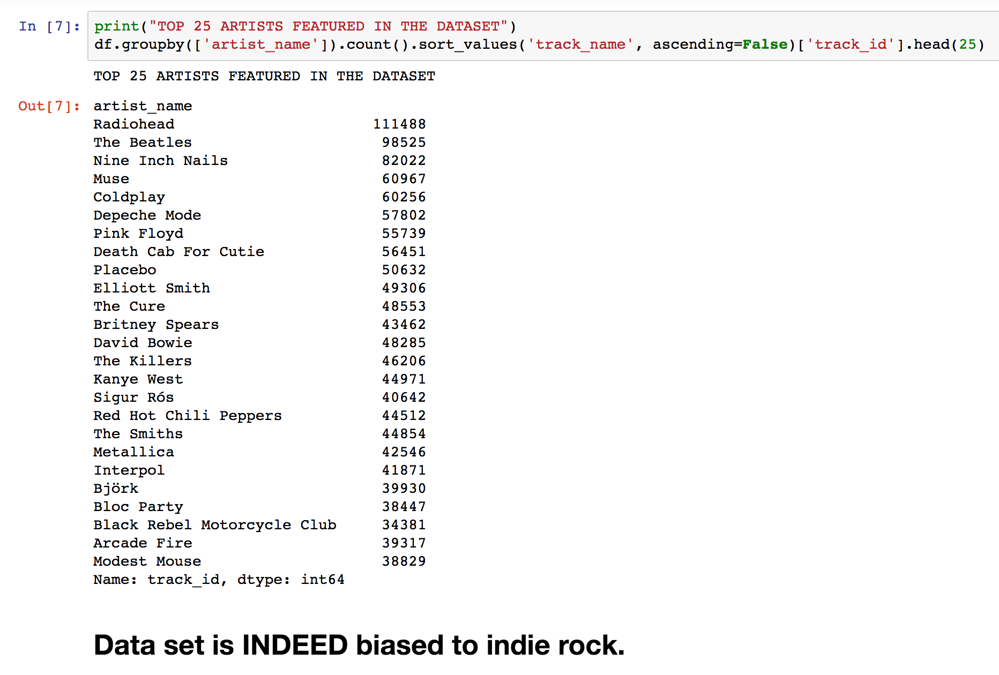 In [7]: print("TOP 25 ARTISTS FEATURED IN THE DATASET")
df.groupby(['artist_name']).count().sort_values('track_name', ascending=False)['track_id'].head(25)
TOP 25 ARTISTS FEATURED IN THE DATASET
Out[7]: artist_name
Radiohead 111488
The Beatles 98525
Nine Inch Nails 82022
Muse 60967
Coldplay 60256
Depeche Mode 57802
Pink Floyd 55739
Death Cab For Cutie 56451
Placebo 50632
Elliott Smith 49306
The Cure 48553
Britney Spears 43462
David Bowie 48285
The Killers 46206
Kanye West 44971
Sigur Rós 40642
Red Hot Chili Peppers 44512
The Smiths 44854
Metallica 42546
Interpol 41871
Björk 39930
Bloc Party 38447
Black Rebel Motorcycle Club 34381
Arcade Fire 39317
Modest Mouse 38829
Name: track_id, dtype: int64
Data set is INDEED biased to indie rock.